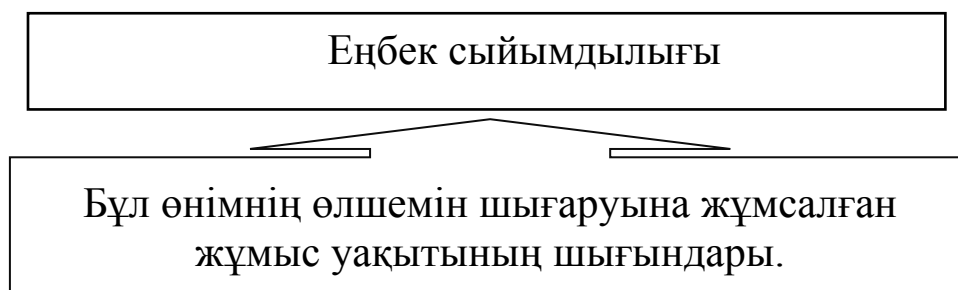 Еңбек сыйымдылығы
Бұл өнімнің өлшемін шығаруына жұмсалған
жұмыс уақытының шығындары.